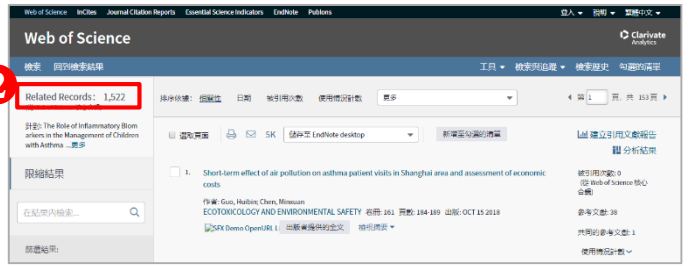 Web of Science InCites Journal Citation Reports Essential Science Indicators EndNote Publons 登入 說明 繁體中文
Web of Science
Clarivate
Analytics
檢索 回到檢索結果 工具 檢索與追蹤 檢索歷史 勾選的清單
2
Related Records: 1,522
排序依據: 相關性 日期 被引用次數 使用情況計數 更多
第 1 頁, 共 153 頁
針對: The Role of Inflammatory Biom
arkers in the Management of Children
with Asthma ...更多
選取頁面 5K 儲存至 EndNote desktop 新增至勾選的清單
建立引用文獻報告
分析結果
限縮結果
在結果內檢索...
篩選結果:
1. Short-term effect of air pollution on asthma patient visits in Shanghai area and assessment of economic
costs
作者: Guo, Huibin; Chen, Minxuan
ECOTOXICOLOGY AND ENVIRONMENTAL SAFETY 卷冊: 161 頁數: 184-189 出版: OCT 15 2018
SFX Demo OpenURL L 出版者提供的全文 檢視摘要
被引用次數: 0
(從 Web of Science 核心
合輯)
參考文獻: 38
共同的參考文獻: 1
使用情況計數